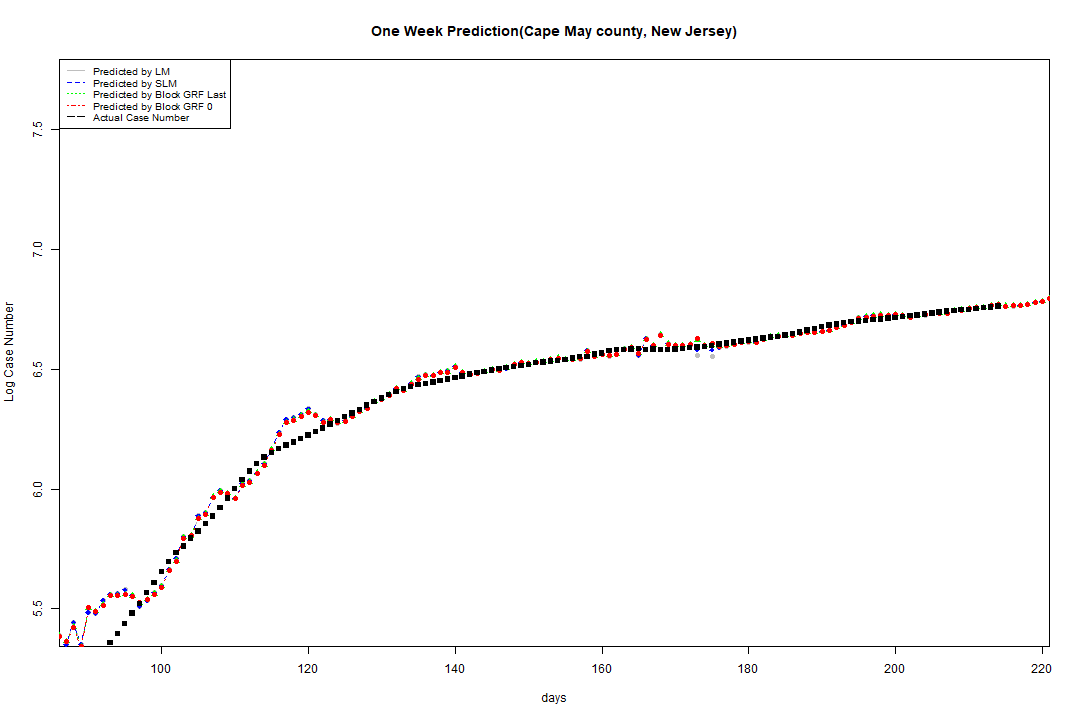 One Week Prediction(Cape May county, New Jersey)
Predicted by LM
Predicted by SLM
Predicted by Block GRF Last
Predicted by Block GRF 0
Actual Case Number
7.5
7.0
6.5
6.0
5.5
Log Case Number
100 120 140 160 180 200 220
days